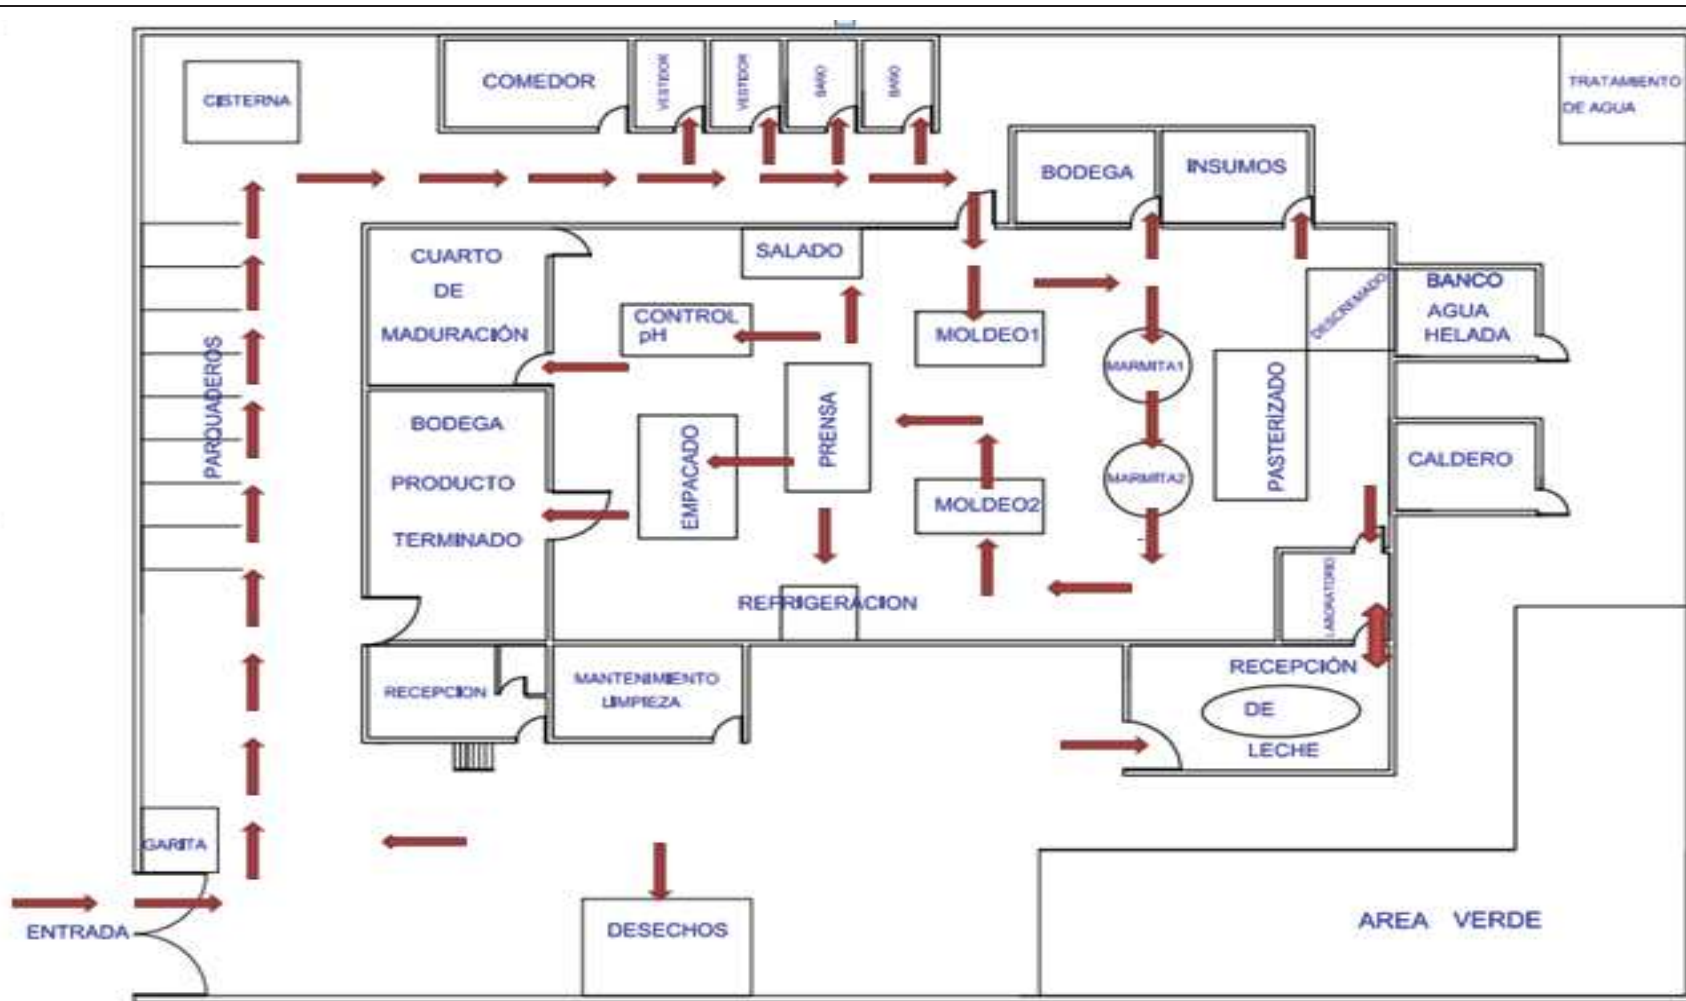 COMEDOR
VESTIDOR
VESTIDOR
BAÑO
BAÑO
CISTERNA
TRATAMIENTO
DE AGUA
BODEGA
INSUMOS
CUARTO
DE
MADURACIÓN
SALADO
CONTROL
pH
MOLDEO1
MARMITA1
DESCREMADO
BANCO
AGUA
HELADA
PARQUADEROS
BODEGA
PRODUCTO
TERMINADO
EMPACADO
PRENSA
MOLDEO2
MARMITA2
PASTERIZADO
CALDERO
REFRIGERACION
LABORATORIO
RECEPCION
MANTENIMIENTO
LIMPIEZA
RECEPCIÓN
DE
LECHE
GARITA
ENTRADA
DESECHOS
AREA VERDE